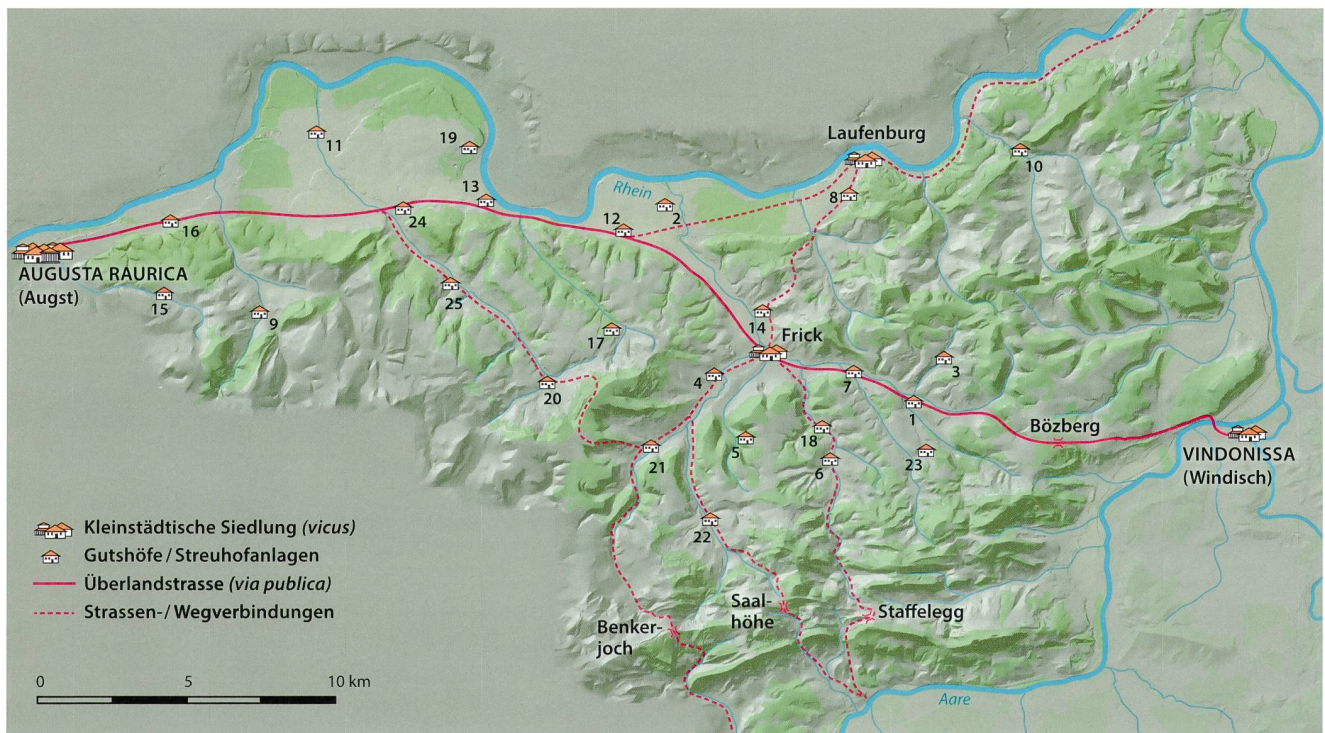 Laufenburg
11
19
10
Rhein
8
13
2
12
24
16
AUGUSTA RAURICA
(Augst)
15
9
25
14
Frick
17
4
7
3
20
1
Bözberg
18
5
21
6
23
VINDONISSA
(Windisch)
22
Kleinstädtische Siedlung (vicus)
Gutshöfe / Streuhofanlagen
Überlandstrasse (via publica)
Strassen- / Wegverbindungen
Saal-
höhe
Staffelegg
Benker-
joch
0 5 10 km
Aare